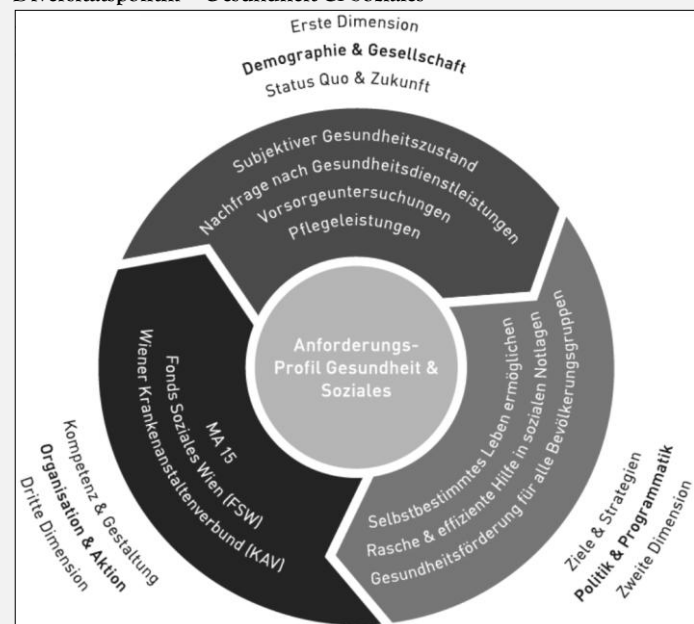 Diversitätspolitik – Gesundheit & Soziales
Erste Dimension
Demographie & Gesellschaft
Status Quo & Zukunft
Subjektiver Gesundheitszustand
Nachfrage nach Gesundheitsdienstleistungen
Vorsorgeuntersuchungen
Pflegeleistungen
Anforderungs-
Profil Gesundheit &
Soziales
Selbstbestimmtes Leben ermöglichen
Rasche & effiziente Hilfe in sozialen Notlagen
Gesundheitsförderung für alle Bevölkerungsgruppen
Ziele & Strategien
Politik & Programmatik
Zweite Dimension
MA 15
Fonds Soziales Wien (FSW)
Wiener Krankenanstaltenverbund (KAV)
Kompetenz & Gestaltung
Organisation & Aktion
Dritte Dimension